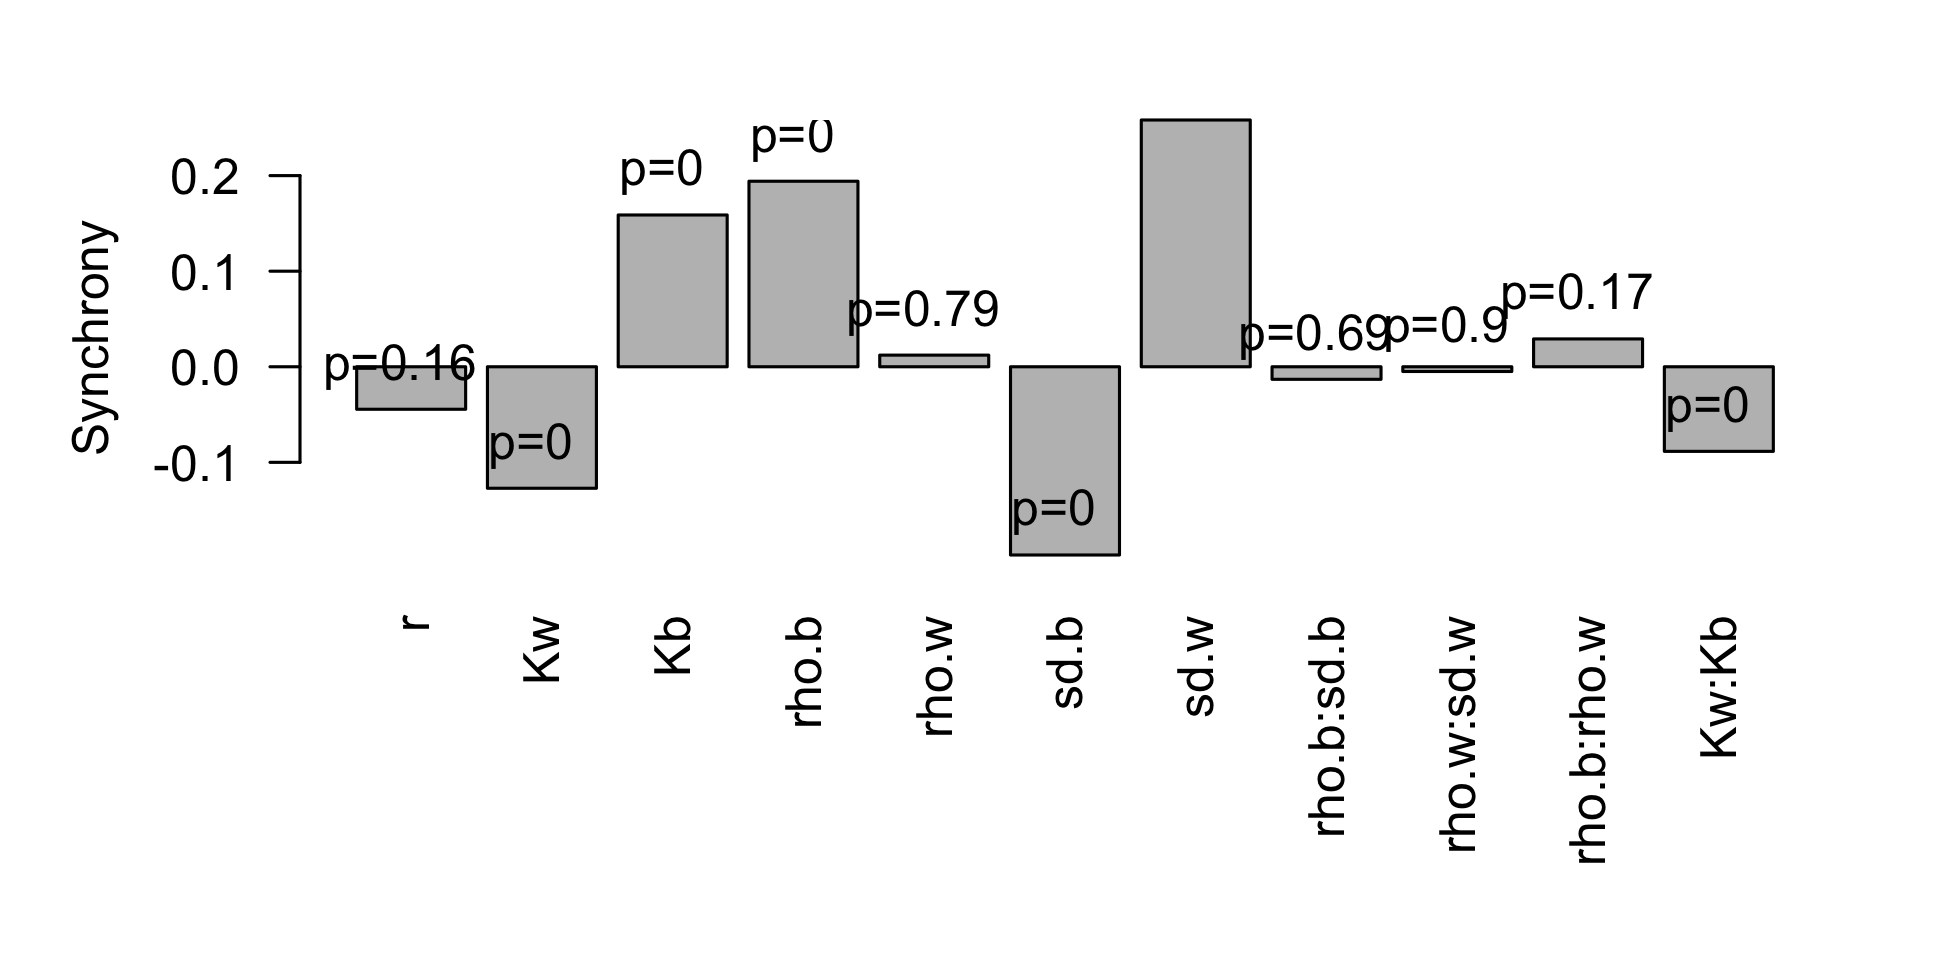 Synchrony
0.2
0.1
0.0
-0.1
p=0.16
p=0
p=0
p=0
p=0.79
p=0
p=0.69
p=0.9
p=0.17
p=0
r
Kw
Kb
rho.b
rho.w
sd.b
sd.w
rho.b:sd.b
rho.w:sd.w
rho.b:rho.w
Kw:Kb